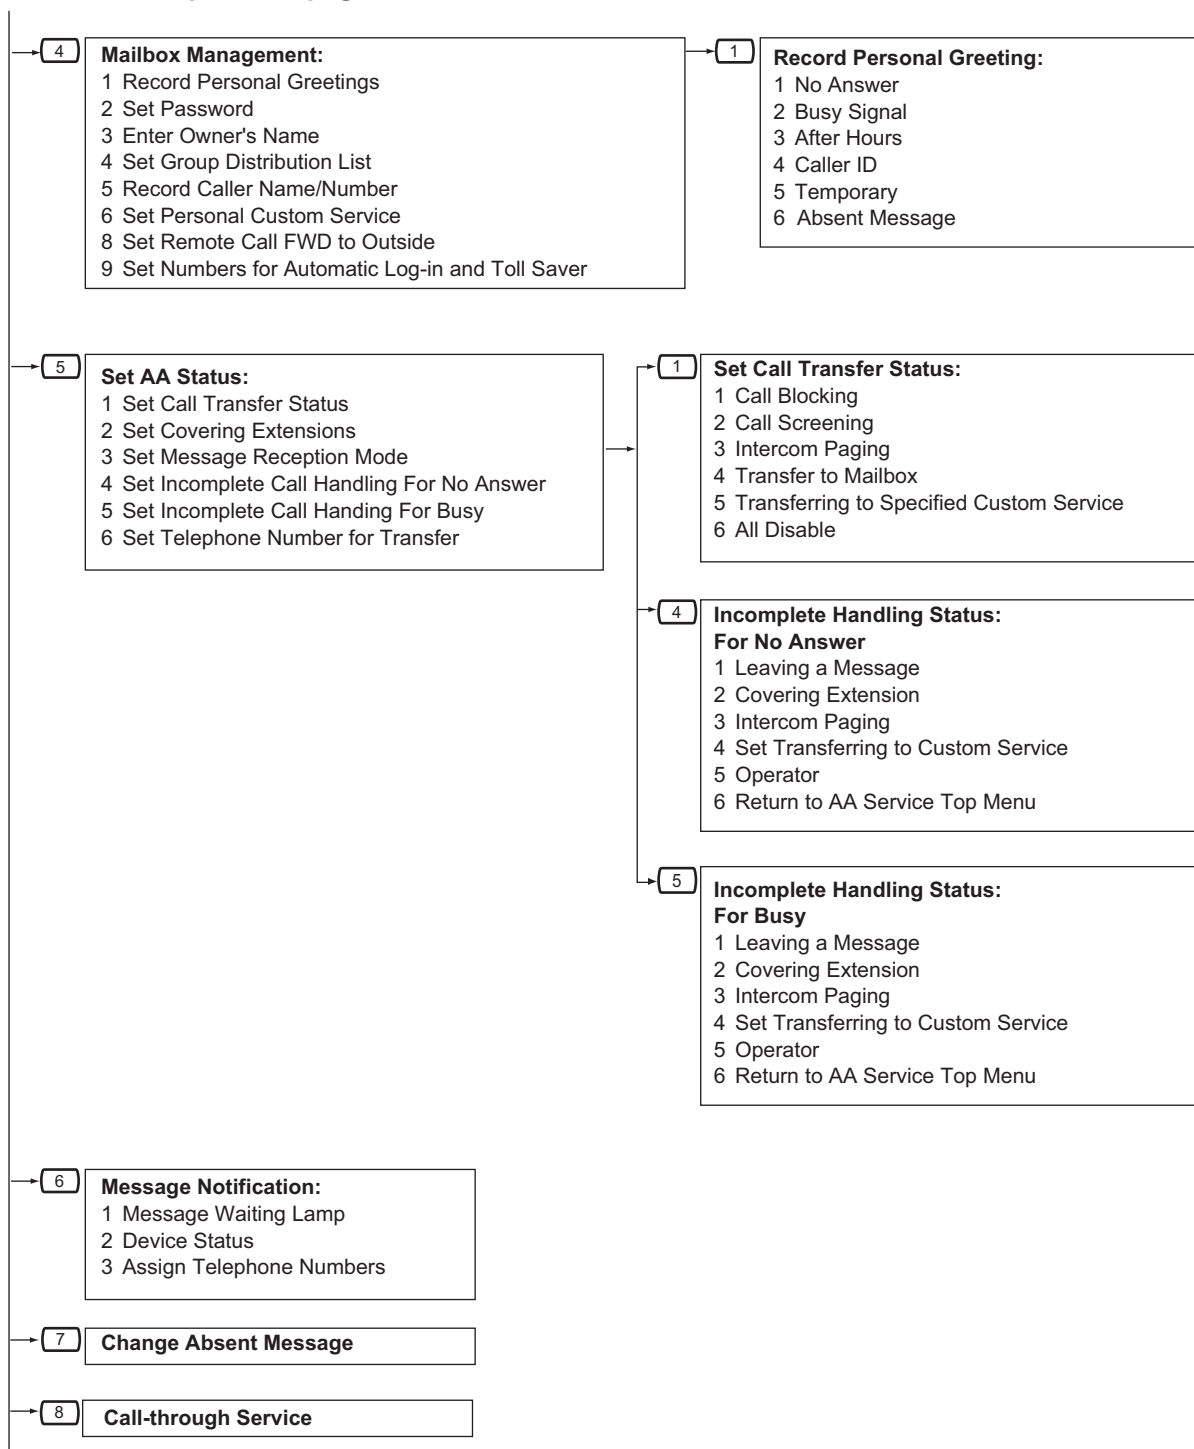 4
Mailbox Management:
1 Record Personal Greetings
2 Set Password
3 Enter Owner's Name
4 Set Group Distribution List
5 Record Caller Name/Number
6 Set Personal Custom Service
8 Set Remote Call FWD to Outside
9 Set Numbers for Automatic Log-in and Toll Saver
1
Record Personal Greeting:
1 No Answer
2 Busy Signal
3 After Hours
4 Caller ID
5 Temporary
6 Absent Message
5
Set AA Status:
1 Set Call Transfer Status
2 Set Covering Extensions
3 Set Message Reception Mode
4 Set Incomplete Call Handling For No Answer
5 Set Incomplete Call Handing For Busy
6 Set Telephone Number for Transfer
1
Set Call Transfer Status:
1 Call Blocking
2 Call Screening
3 Intercom Paging
4 Transfer to Mailbox
5 Transferring to Specified Custom Service
6 All Disable
4
Incomplete Handling Status:
For No Answer
1 Leaving a Message
2 Covering Extension
3 Intercom Paging
4 Set Transferring to Custom Service
5 Operator
6 Return to AA Service Top Menu
5
Incomplete Handling Status:
For Busy
1 Leaving a Message
2 Covering Extension
3 Intercom Paging
4 Set Transferring to Custom Service
5 Operator
6 Return to AA Service Top Menu
6
Message Notification:
1 Message Waiting Lamp
2 Device Status
3 Assign Telephone Numbers
7
Change Absent Message
8
Call-through Service